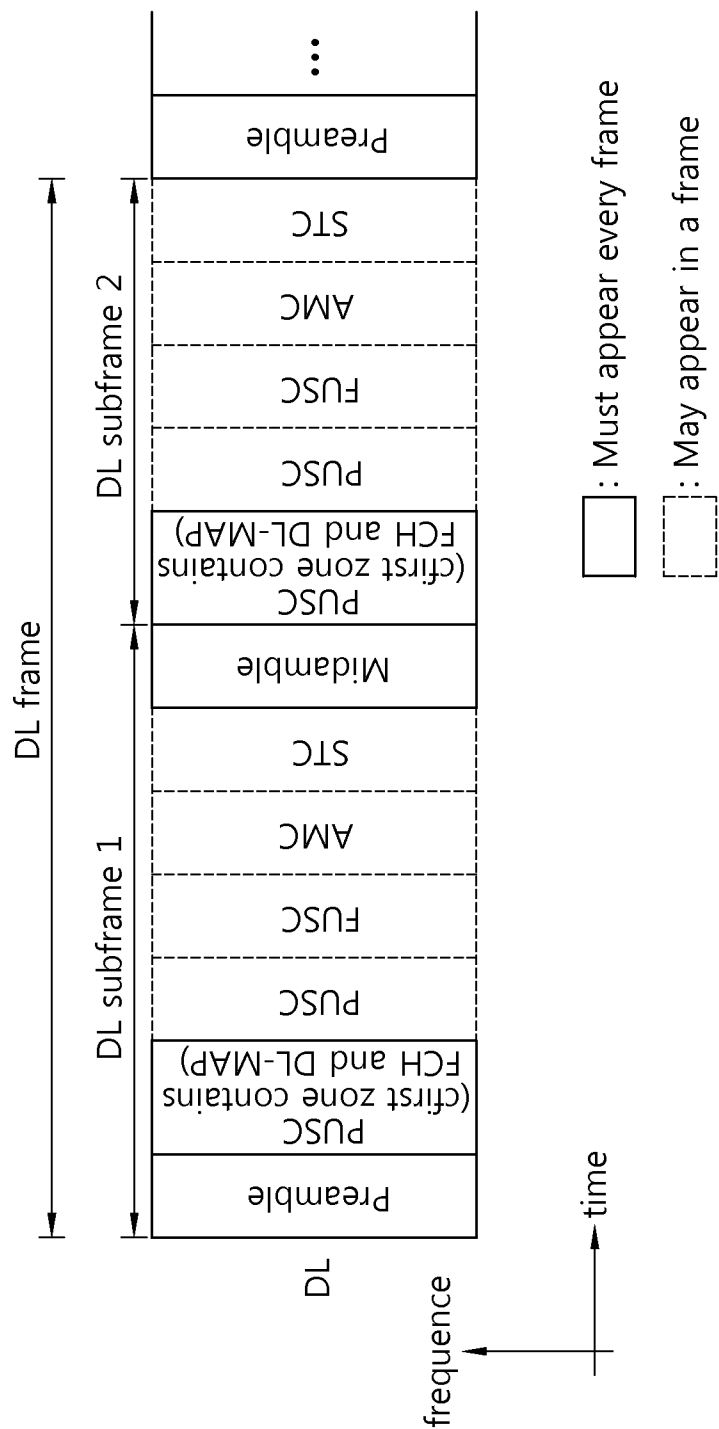 DL frame
DL subframe 1
DL subframe 2
DL
Preamble
PUSC
(cfirst zone contains
FCH and DL-MAP)
PUSC
FUSC
AMC
STC
Midamble
PUSC
(cfirst zone contains
FCH and DL-MAP)
PUSC
FUSC
AMC
STC
Preamble
...
frequence
time
: Must appear every frame
: May appear in a frame